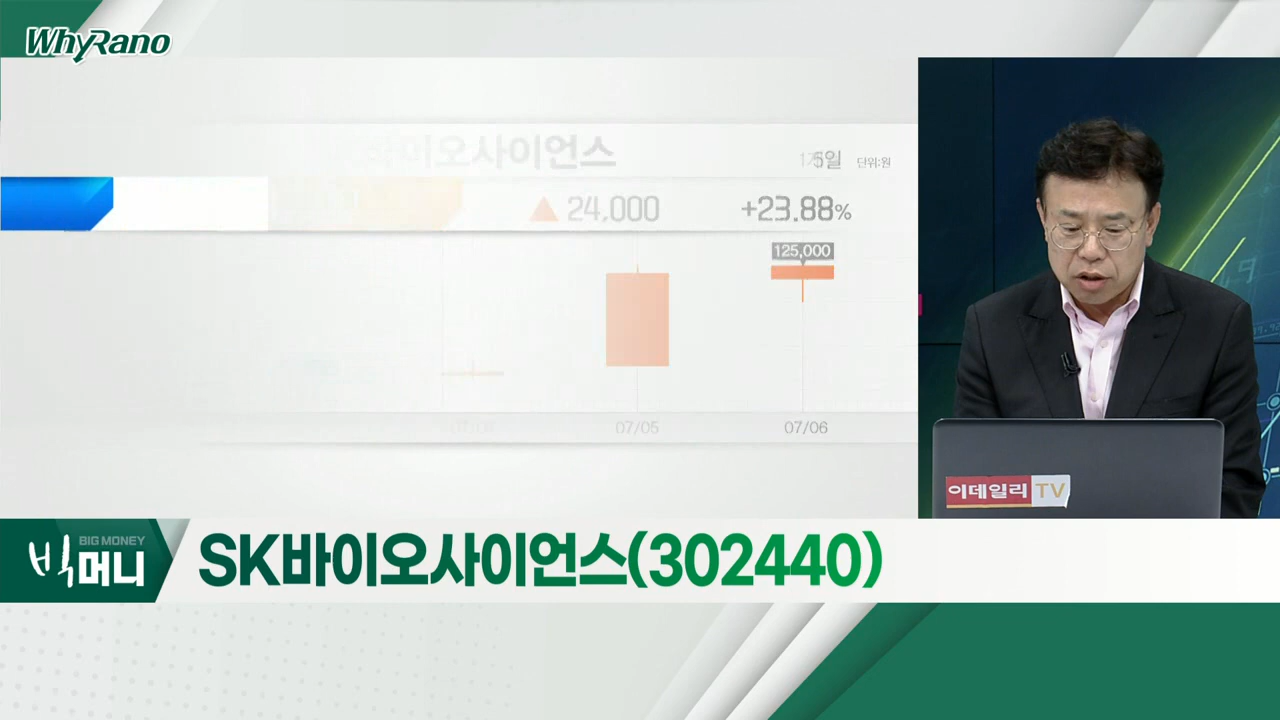 WhyRano
바이오사이언스
5일 단위:원
▲ 24,000 +23.88%
125,000
07/05 07/06
이데일리TV
BIG MONEY
빅머니
SK바이오사이언스(302440)